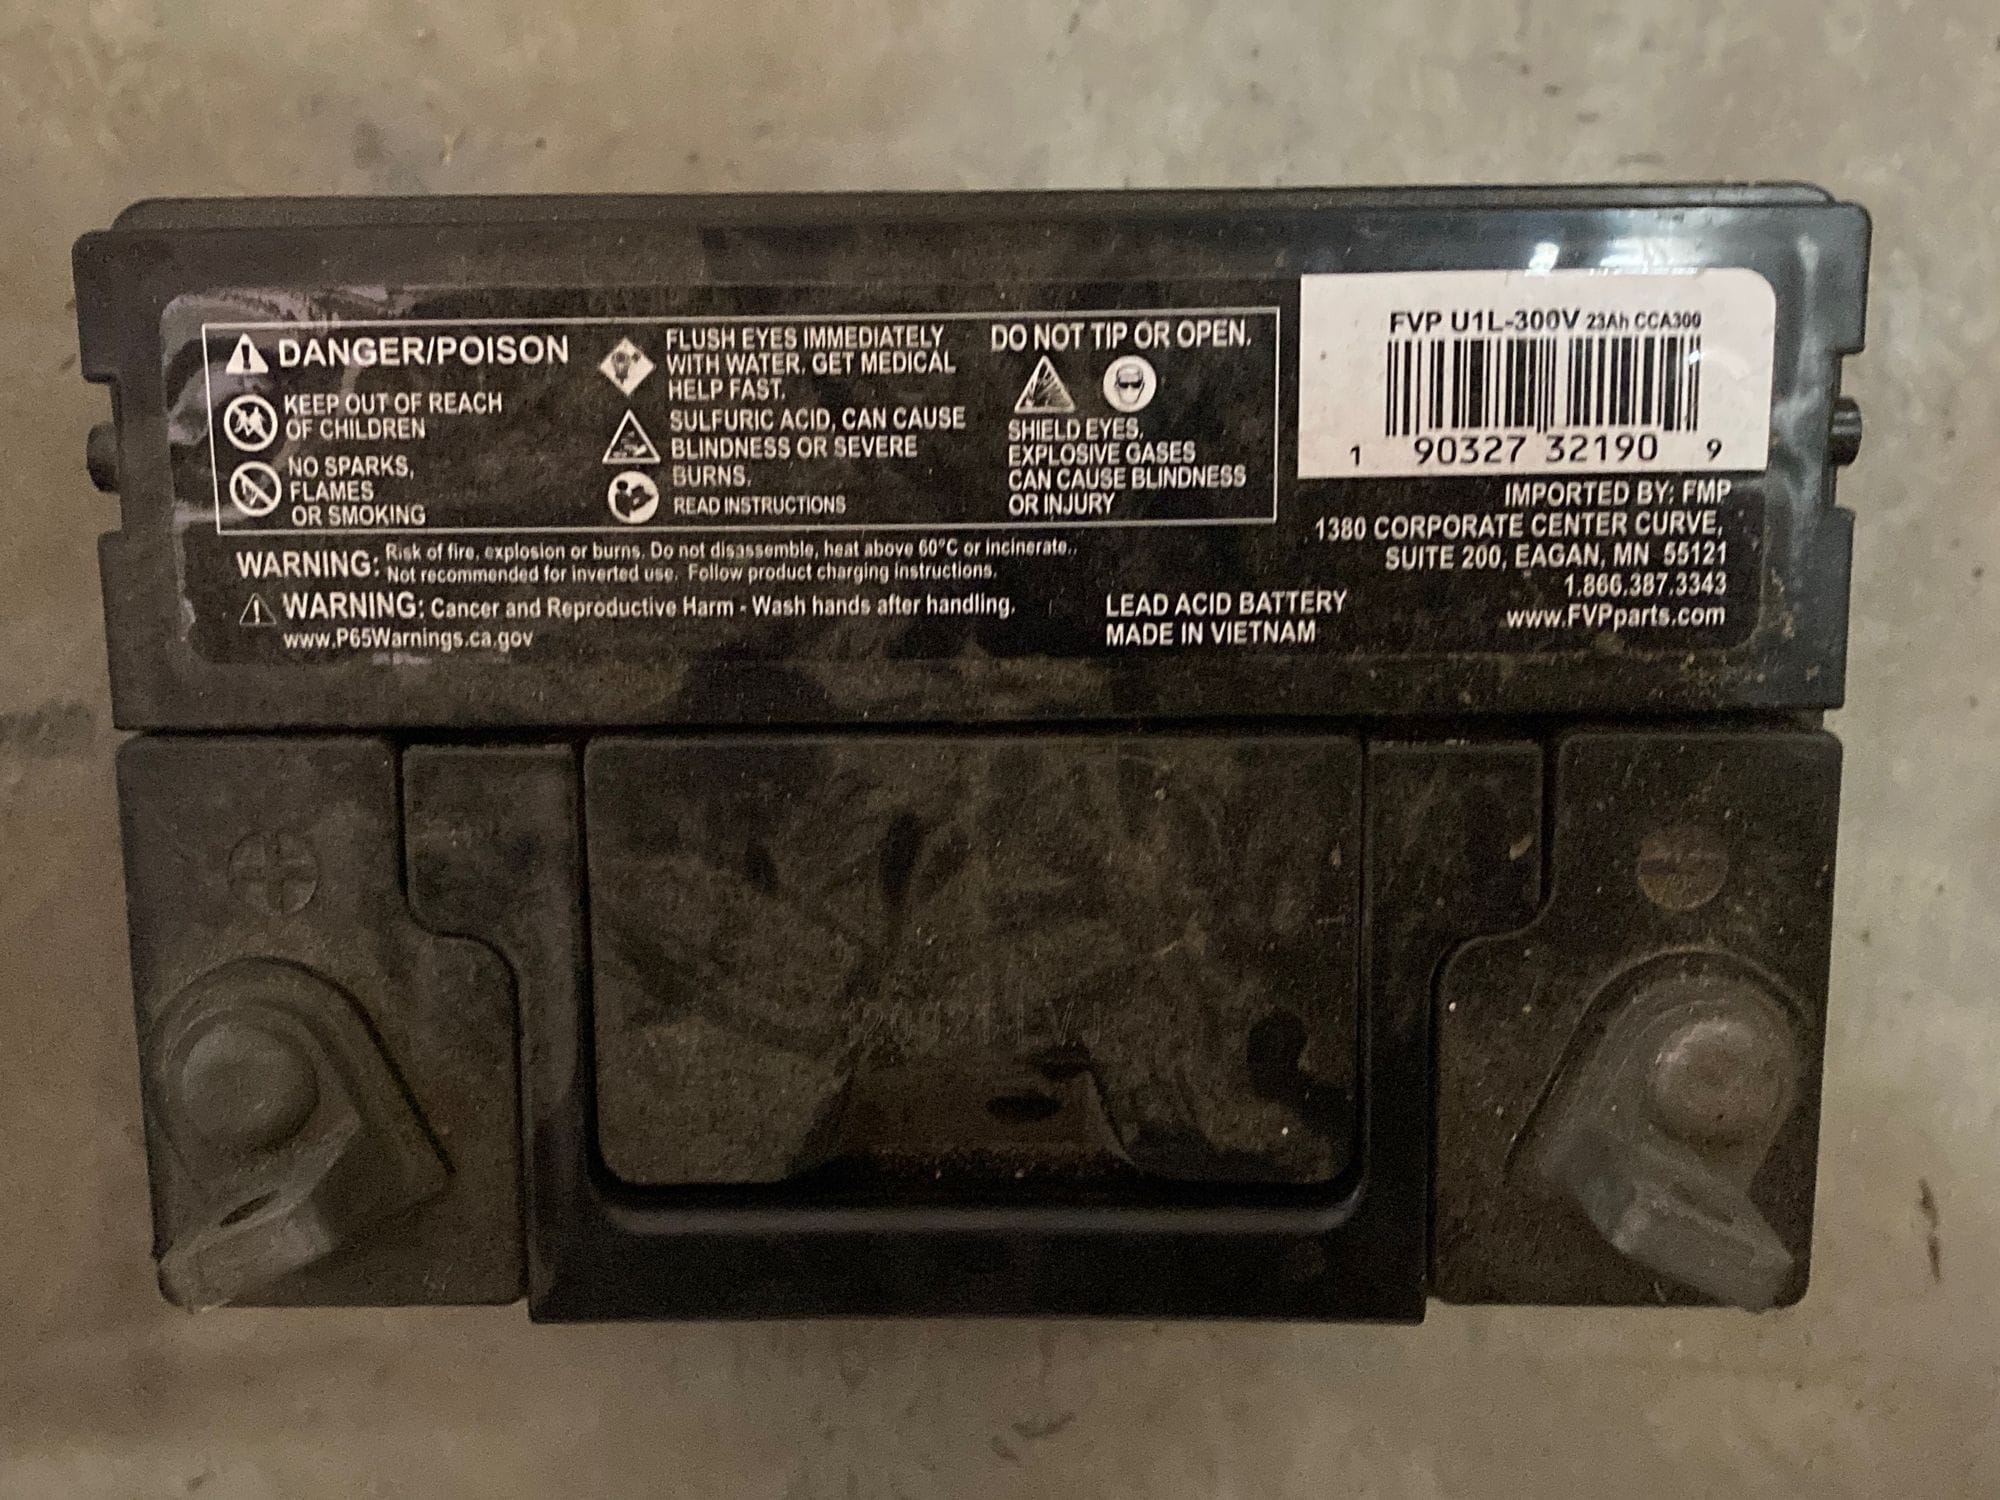 DANGER/POISON
KEEP OUT OF REACH
OF CHILDREN
NO SPARKS,
FLAMES
OR SMOKING
FLUSH EYES IMMEDIATELY
WITH WATER. GET MEDICAL
HELP FAST.
SULFURIC ACID, CAN CAUSE
BLINDNESS OR SEVERE
BURNS.
READ INSTRUCTIONS
DO NOT TIP OR OPEN.
SHIELD EYES.
EXPLOSIVE GASES
CAN CAUSE BLINDNESS
OR INJURY
WARNING: Risk of fire, explosion or burns. Do not disassemble, heat above 60°C or incinerate..
Not recommended for inverted use. Follow product charging instructions.
WARNING: Cancer and Reproductive Harm - Wash hands after handling.
www.P65Warnings.ca.gov
LEAD ACID BATTERY
MADE IN VIETNAM
FVP U1L-300V 23Ah CCA300
1 90327 32190 9
IMPORTED BY: FMP
1380 CORPORATE CENTER CURVE,
SUITE 200, EAGAN, MN 55121
1.866.387.3343
www.FVPparts.com